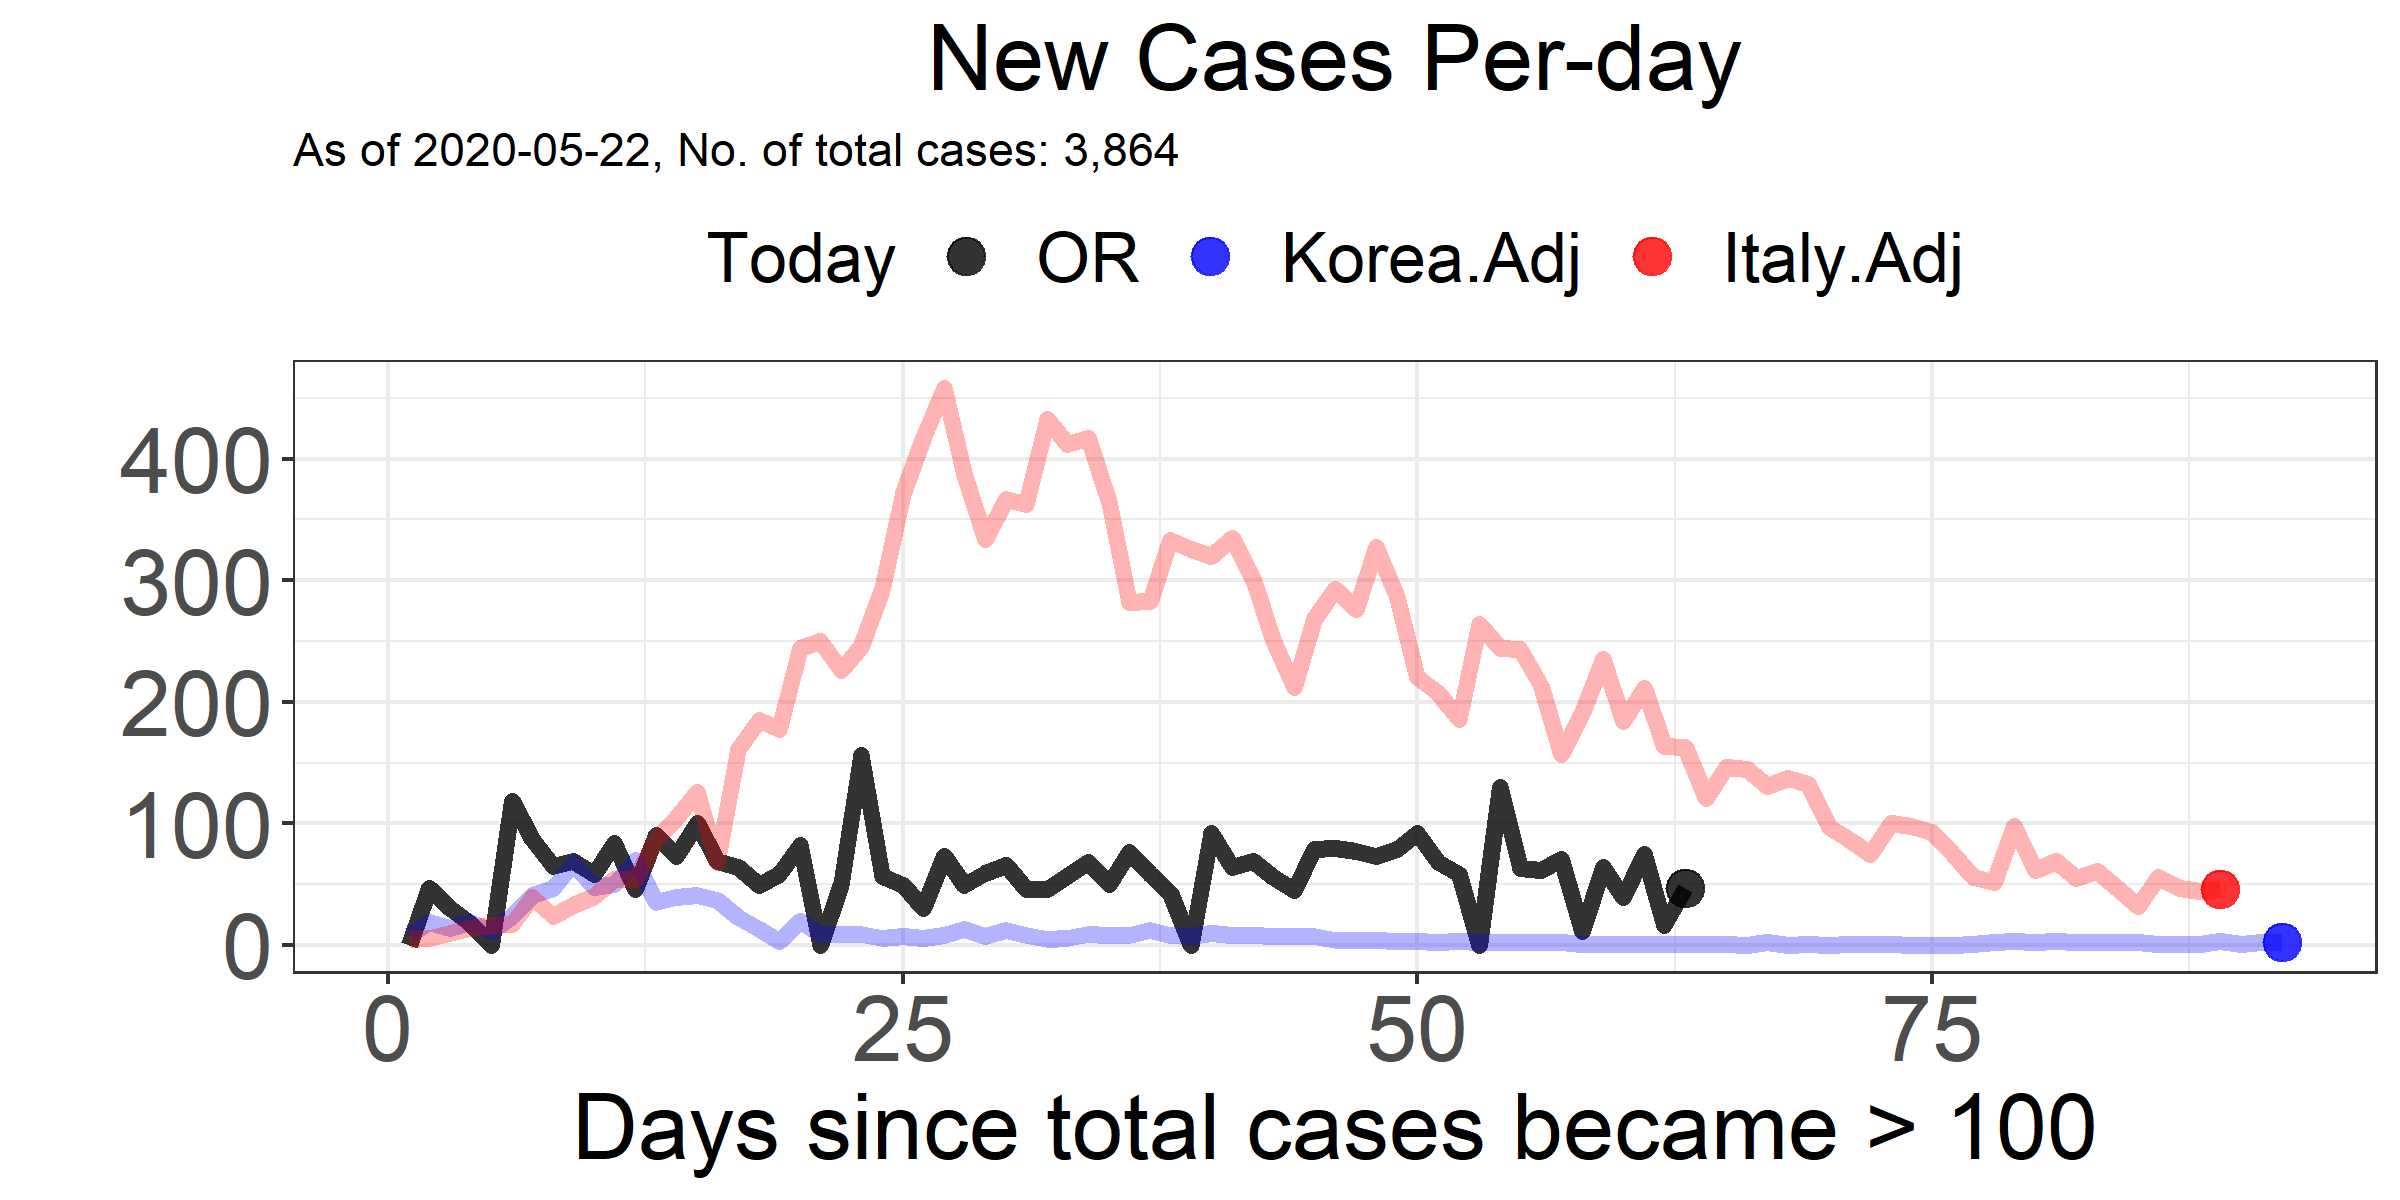 New Cases Per-day
As of 2020-05-22, No. of total cases: 3,864
Today OR Korea.Adj Italy.Adj
400
300
200
100
0
0 25 50 75
Days since total cases became > 100